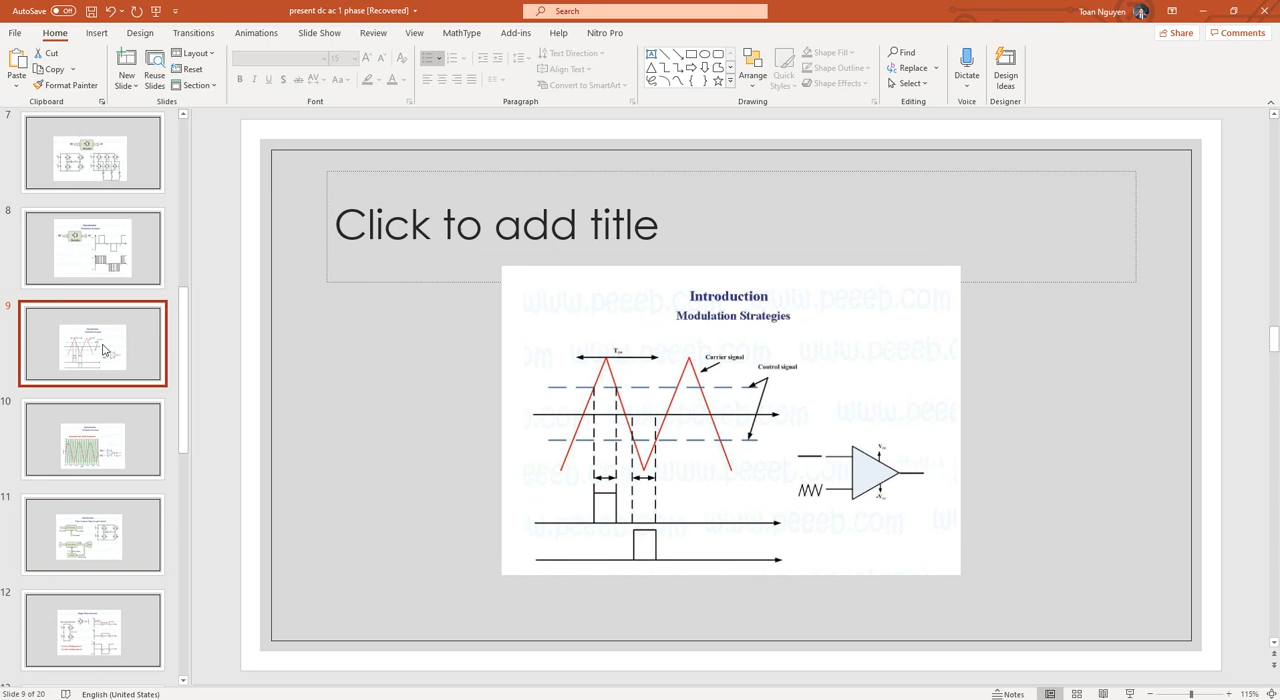 AutoSave Off
present dc ac 1 phase [Recovered]
Search
Toan Nguyen
File Home Insert Design Transitions Animations Slide Show Review View MathType Add-ins Help Nitro Pro
Share Comments
Paste
Cut
Copy
Format Painter
Clipboard
New Slide
Reuse Slides
Layout
Reset
Section
Slides
15
Font
Text Direction
Align Text
Convert to SmartArt
Paragraph
Arrange
Quick Styles
Shape Fill
Shape Outline
Shape Effects
Drawing
Find
Replace
Select
Editing
Dictate
Voice
Design Ideas
Designer
7
8
9
10
11
12
Click to add title
www.peeeb.com
Introduction
Modulation Strategies
Carrier signal
Control signal
Slide 9 of 20
English (United States)
Notes
115%